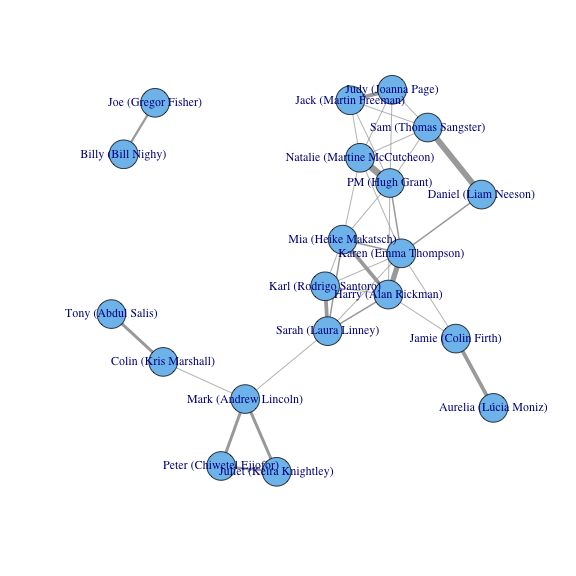 Judy (Joanna Page)
Joe (Gregor Fisher)
Jack (Martin Freeman)
Sam (Thomas Sangster)
Billy (Bill Nighy)
Natalie (Martine McCutcheon)
PM (Hugh Grant)
Daniel (Liam Neeson)
Mia (Heike Makatsch)
Karen (Emma Thompson)
Karl (Rodrigo Santoro)
Harry (Alan Rickman)
Tony (Abdul Salis)
Sarah (Laura Linney)
Jamie (Colin Firth)
Colin (Kris Marshall)
Mark (Andrew Lincoln)
Aurelia (Lúcia Moniz)
Peter (Chiwetel Ejiofor)
Juliet (Keira Knightley)